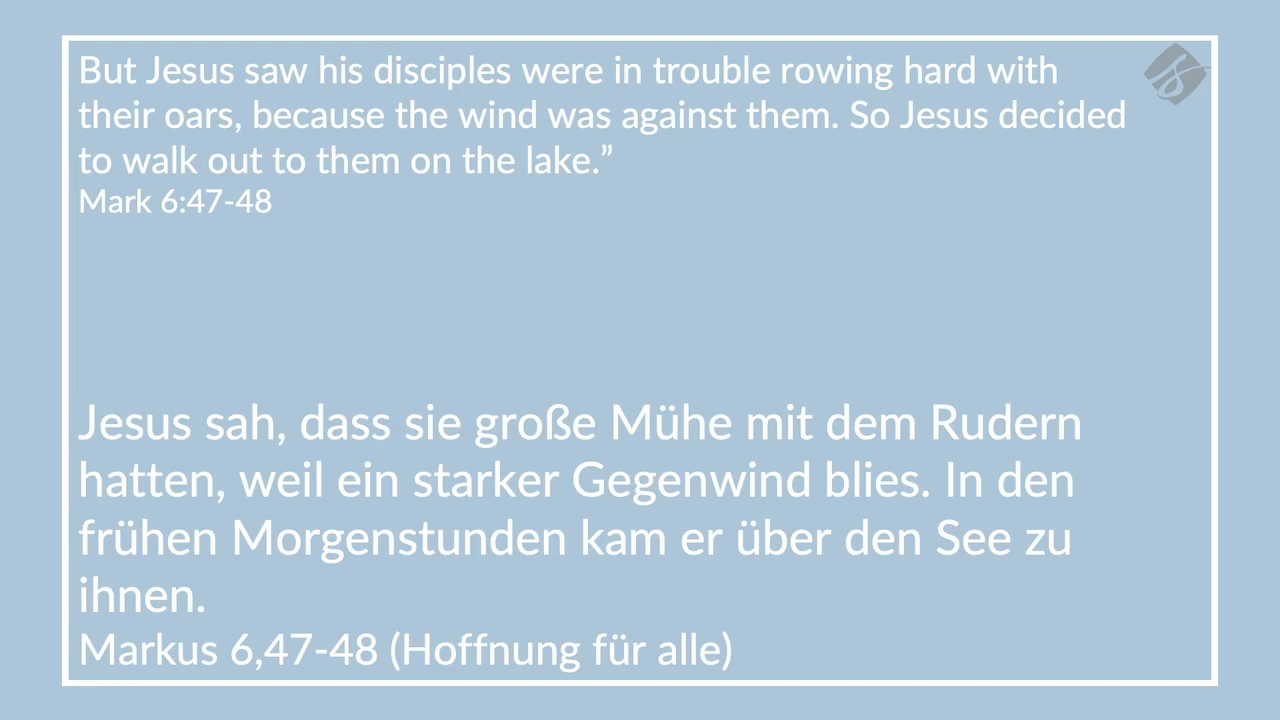 But Jesus saw his disciples were in trouble rowing hard with
their oars, because the wind was against them. So Jesus decided
to walk out to them on the lake.”
Mark 6:47-48
Jesus sah, dass sie große Mühe mit dem Rudern
hatten, weil ein starker Gegenwind blies. In den
frühen Morgenstunden kam er über den See zu
ihnen.
Markus 6,47-48 (Hoffnung für alle)